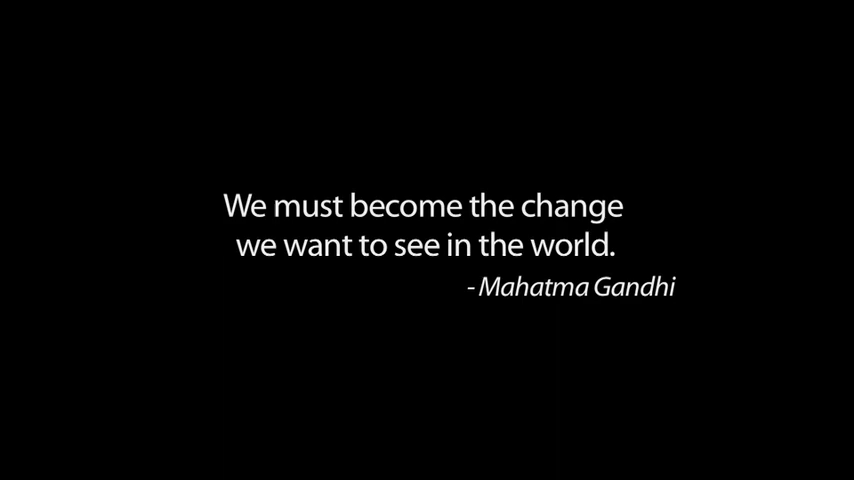 We must become the change
we want to see in the world.
- Mahatma Gandhi